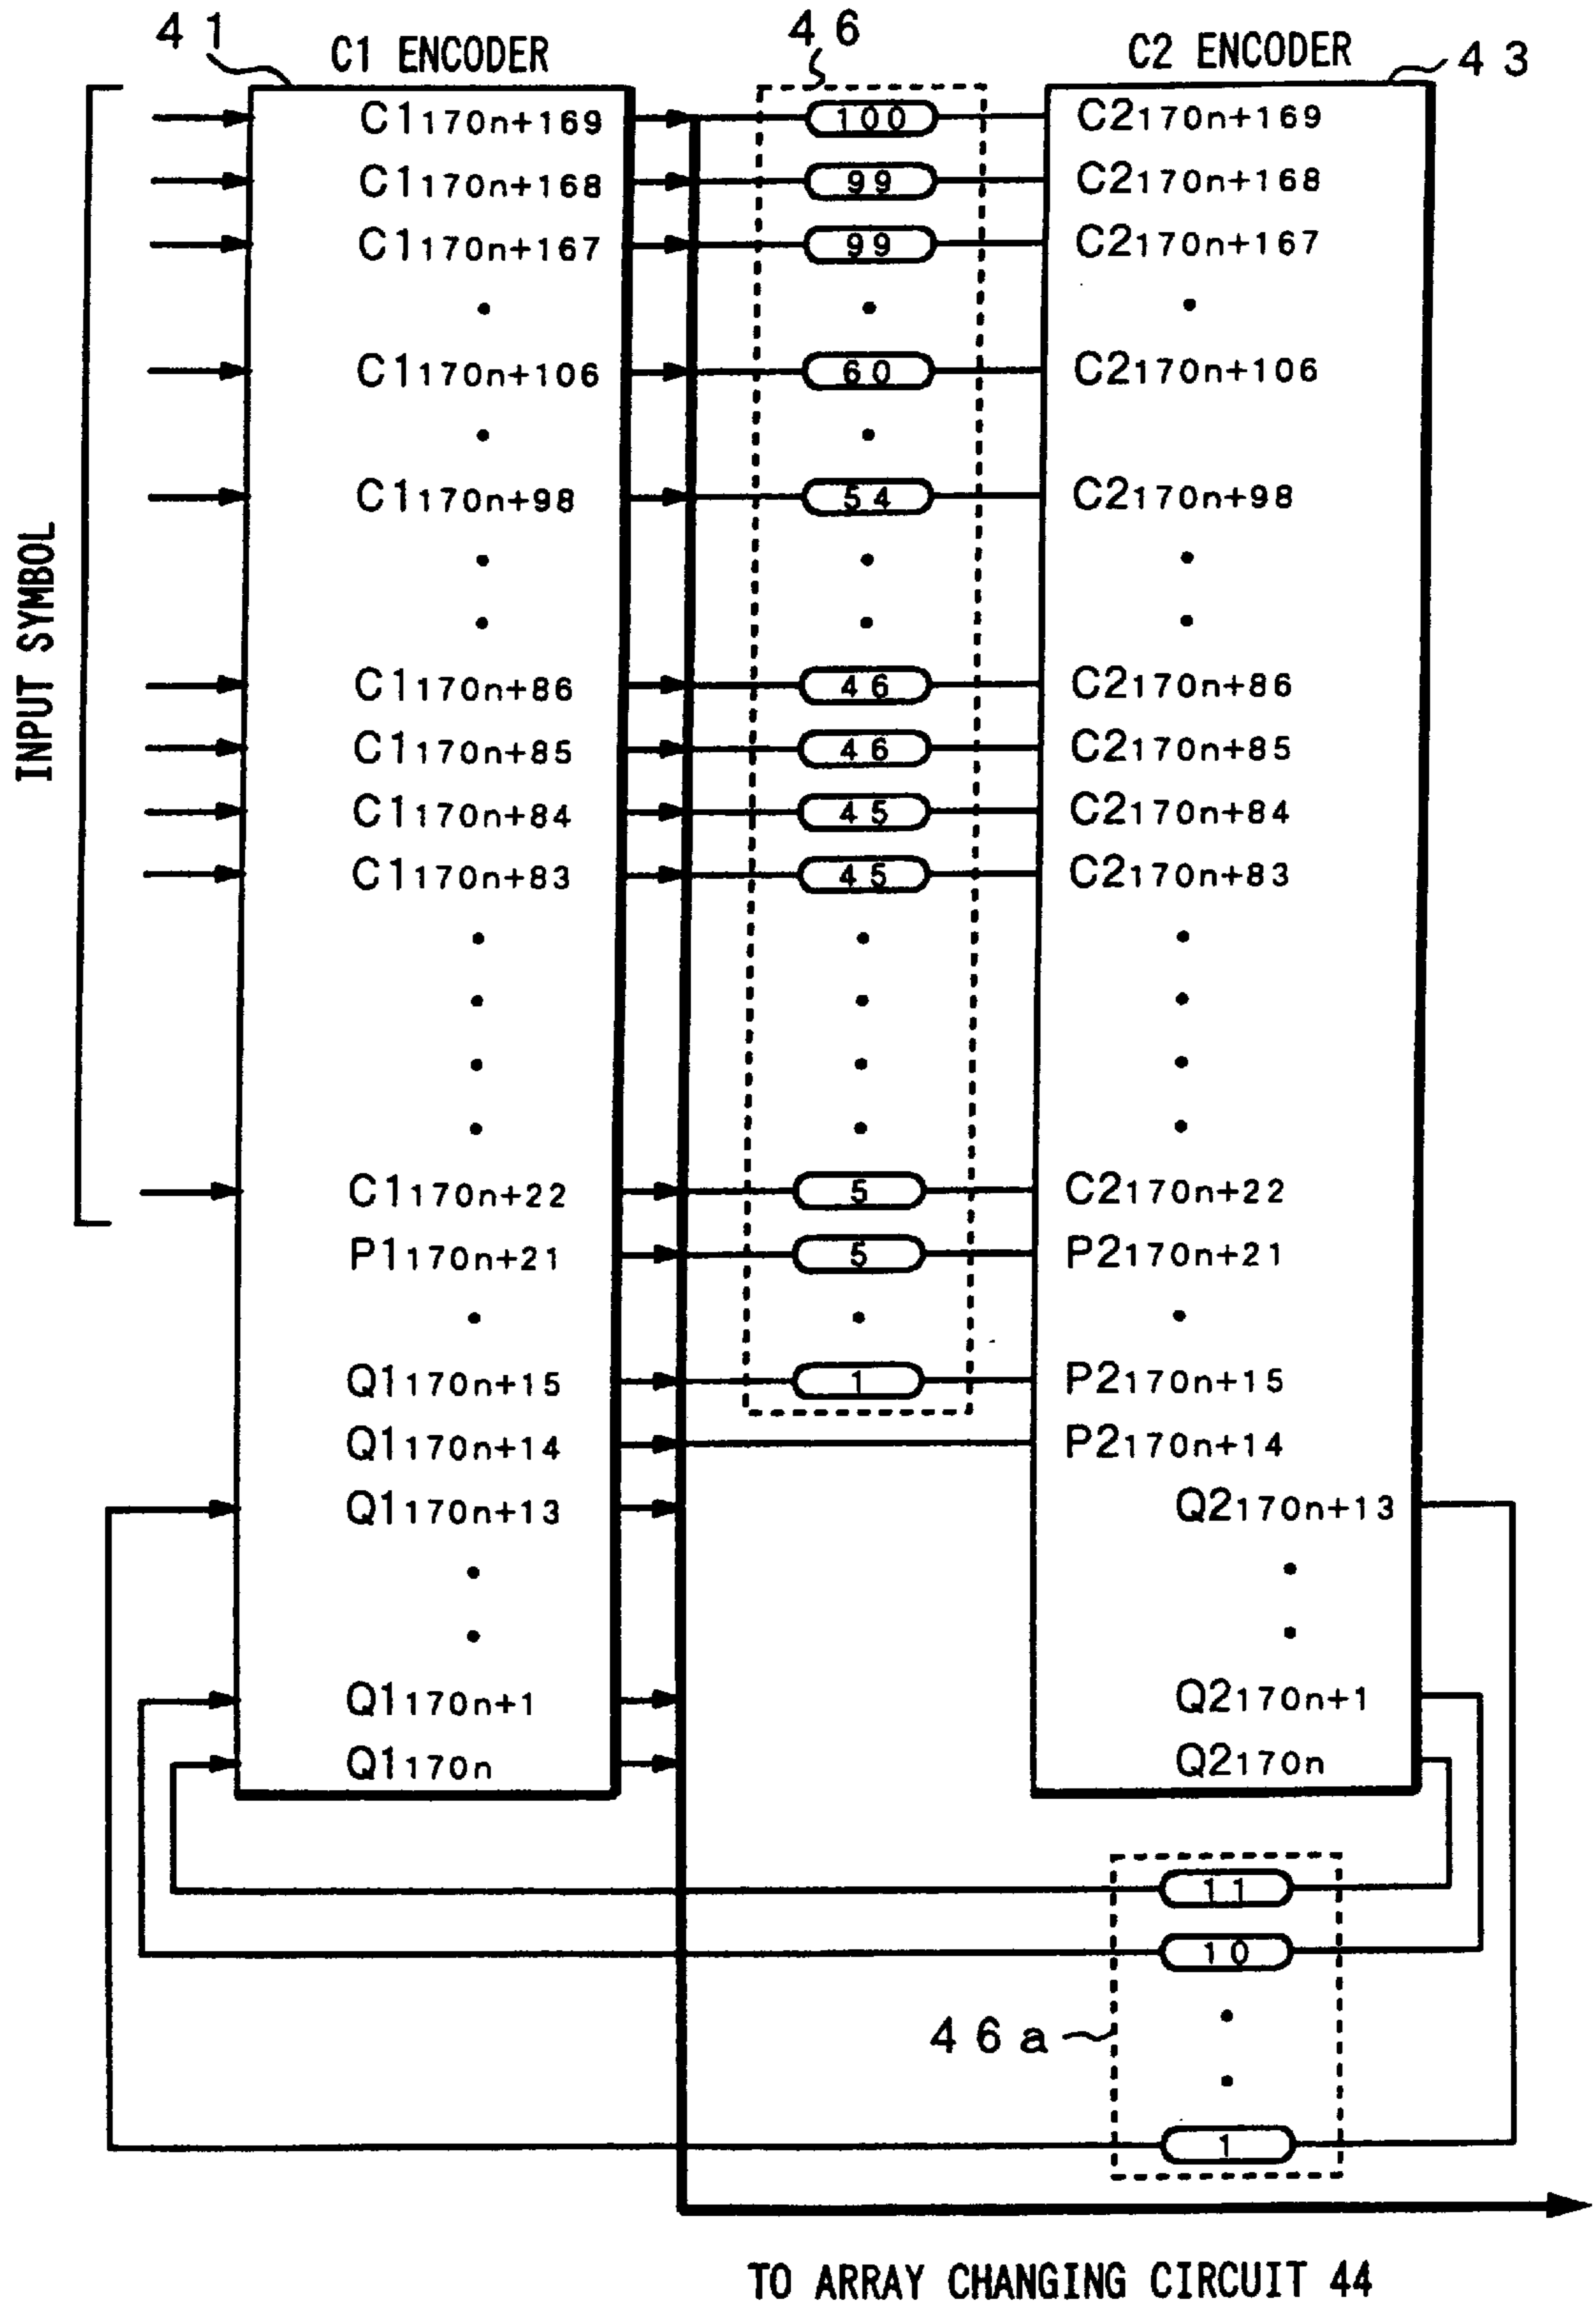 41 C1 ENCODER 46 C2 ENCODER 43
C1170n+169 100 C2170n+169
C1170n+168 99 C2170n+168
C1170n+167 99 C2170n+167
C1170n+106 60 C2170n+106
C1170n+98 54 C2170n+98
INPUT SYMBOL
C1170n+86 46 C2170n+86
C1170n+85 46 C2170n+85
C1170n+84 45 C2170n+84
C1170n+83 45 C2170n+83
C1170n+22 5 C2170n+22
P1170n+21 5 P2170n+21
Q1170n+15 1 P2170n+15
Q1170n+14 P2170n+14
Q1170n+13 Q2170n+13
Q1170n+1 Q2170n+1
Q1170n Q2170n
11
10
46a
1
TO ARRAY CHANGING CIRCUIT 44